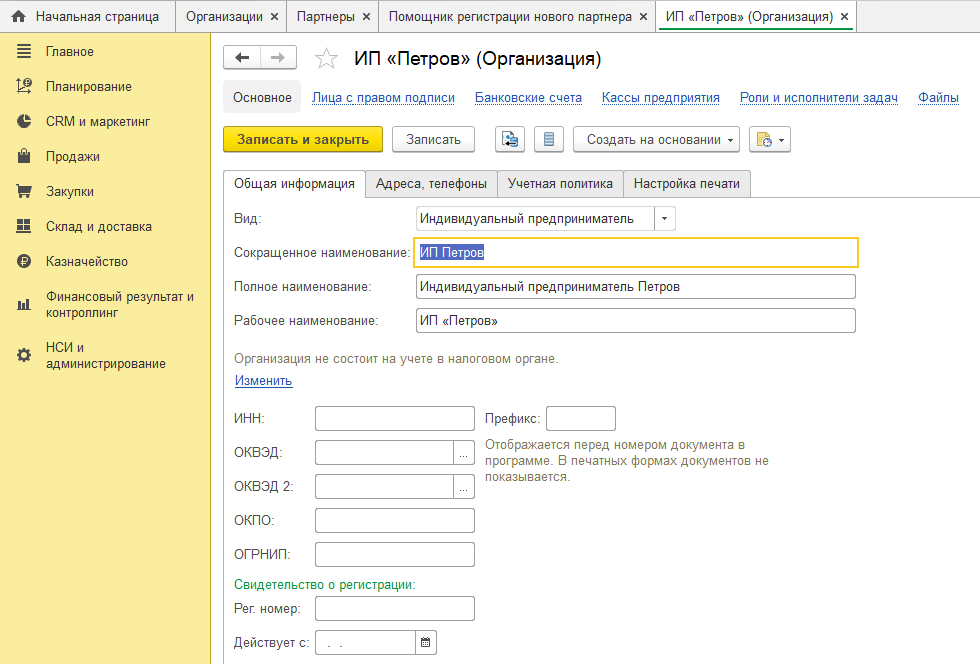 Начальная страница
Организации ×
Партнеры ×
Помощник регистрации нового партнера ×
ИП «Петров» (Организация) ×
Главное
Планирование
CRM и маркетинг
Продажи
Закупки
Склад и доставка
Казначейство
Финансовый результат и
контроллинг
НСИ и
администрирование
ИП «Петров» (Организация)
Основное Лица с правом подписи Банковские счета Кассы предприятия Роли и исполнители задач Файлы
Записать и закрыть Записать Создать на основании
Общая информация Адреса, телефоны Учетная политика Настройка печати
Вид: Индивидуальный предприниматель
Сокращенное наименование: ИП Петров
Полное наименование: Индивидуальный предприниматель Петров
Рабочее наименование: ИП «Петров»
Организация не состоит на учете в налоговом органе.
Изменить
ИНН: Префикс:
ОКВЭД: ...
Отображается перед номером документа в
программе. В печатных формах документов не
показывается.
ОКВЭД 2: ...
ОКПО:
ОГРНИП:
Свидетельство о регистрации:
Рег. номер:
Действует с: . .